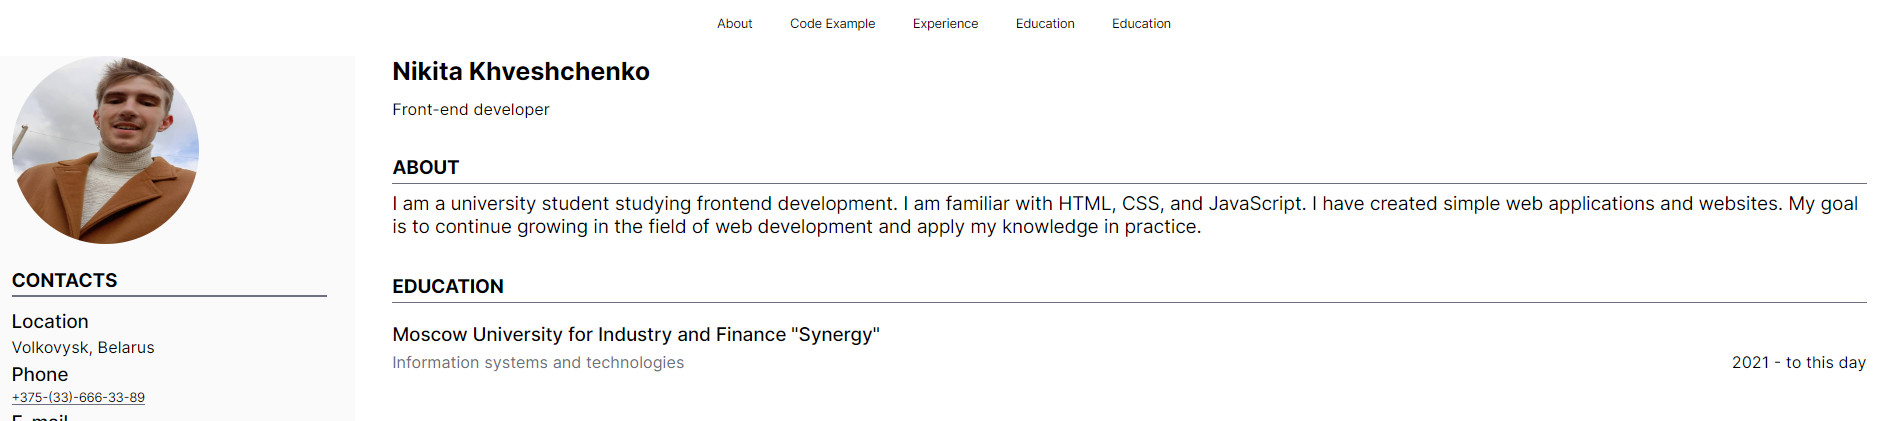 About Code Example Experience Education Education
Nikita Khveshchenko
Front-end developer
ABOUT
I am a university student studying frontend development. I am familiar with HTML, CSS, and JavaScript. I have created simple web applications and websites. My goal
is to continue growing in the field of web development and apply my knowledge in practice.
EDUCATION
Moscow University for Industry and Finance "Synergy"
Information systems and technologies 2021 - to this day
CONTACTS
Location
Volkovysk, Belarus
Phone
+375-(33)-666-33-89
E-mail